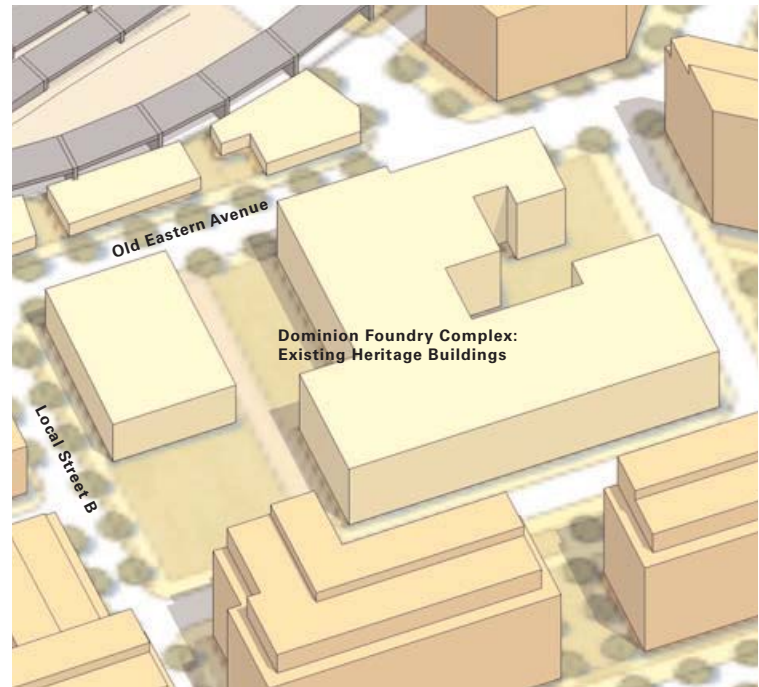 Old Eastern Avenue
Dominion Foundry Complex:
Existing Heritage Buildings
Local Street B